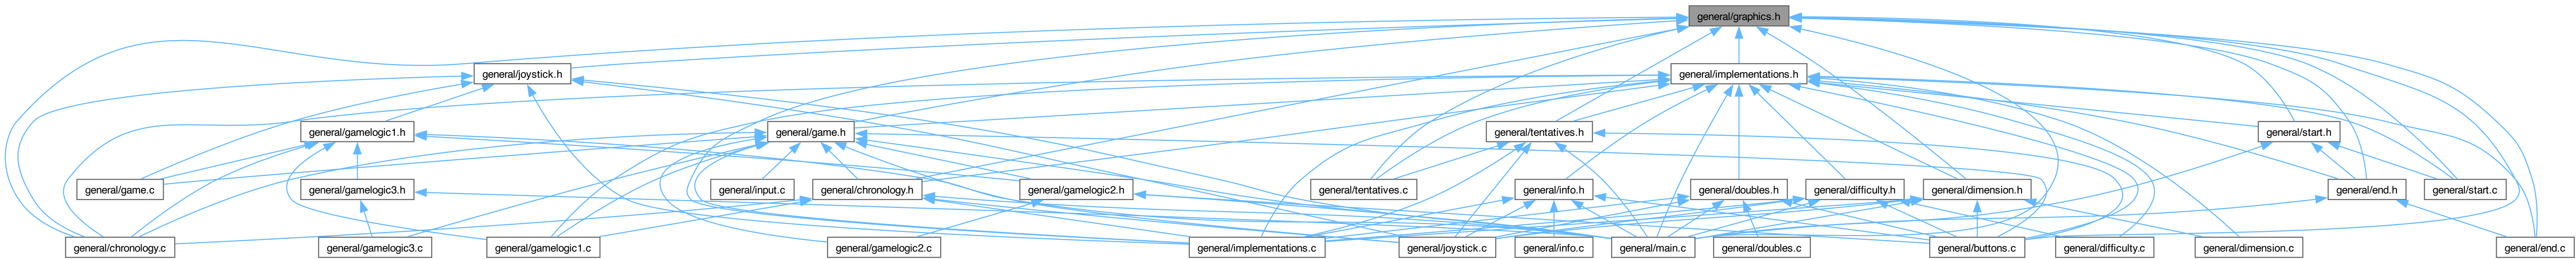 general/graphics.h
general/joystick.h
general/implementations.h
general/gamelogic1.h
general/game.h
general/tentatives.h
general/start.h
general/game.c
general/gamelogic3.h
general/input.c
general/chronology.h
general/gamelogic2.h
general/tentatives.c
general/info.h
general/doubles.h
general/difficulty.h
general/dimension.h
general/end.h
general/start.c
general/chronology.c
general/gamelogic3.c
general/gamelogic1.c
general/gamelogic2.c
general/implementations.c
general/joystick.c
general/info.c
general/main.c
general/doubles.c
general/buttons.c
general/difficulty.c
general/dimension.c
general/end.c